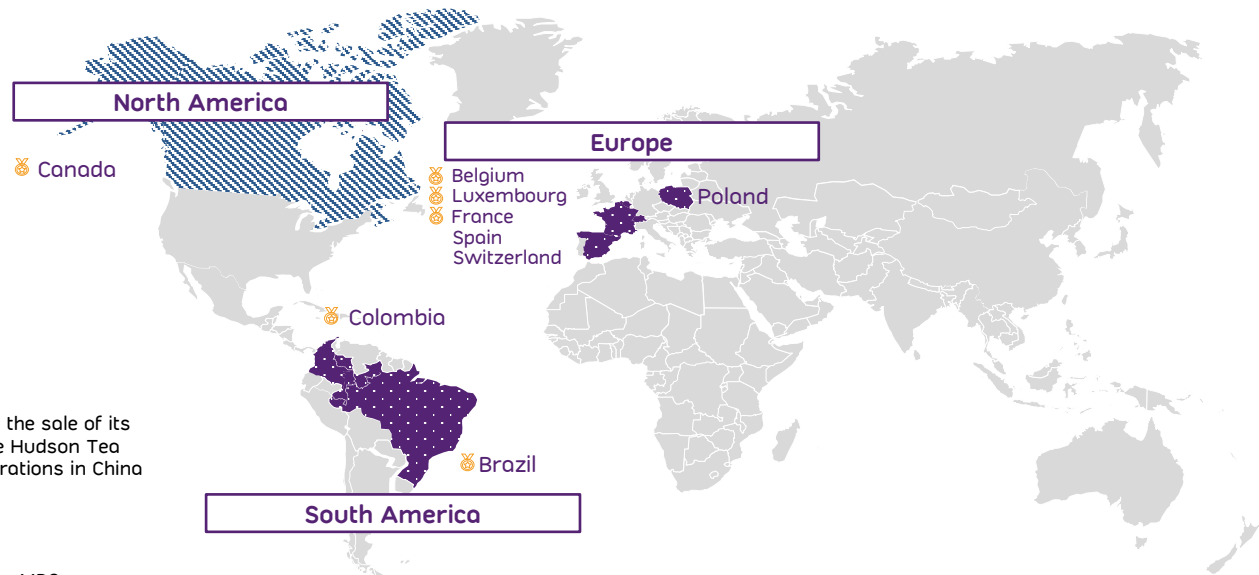 North America
Canada
Europe
Belgium
Luxembourg
France
Spain
Switzerland
Poland
Colombia
the sale of its
Hudson Tea
in China
Brazil
South America